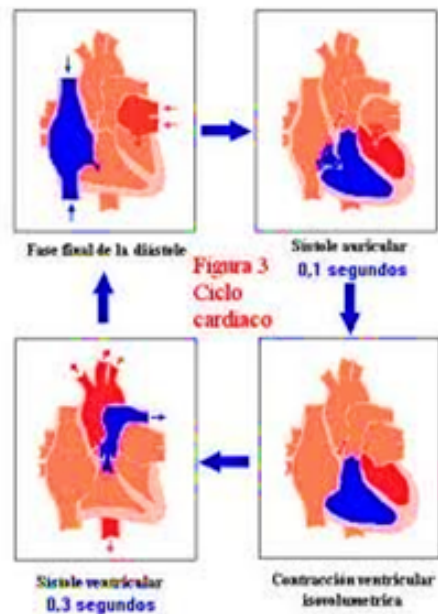 Fase final de la diástole
Sístole auricular
0,1 segundos
Figura 3
Ciclo
cardiaco
Sístole ventricular
0,3 segundos
Contracción ventricular
isovolumetrica